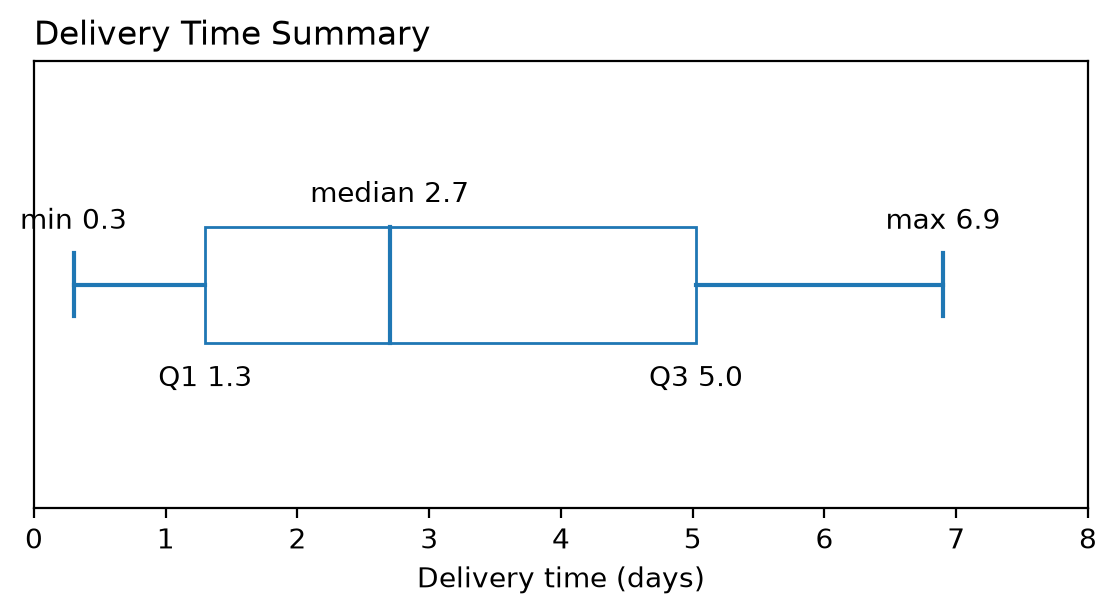 Delivery Time Summary
median 2.7
min 0.3
max 6.9
Q1 1.3
Q3 5.0
0 1 2 3 4 5 6 7 8
Delivery time (days)